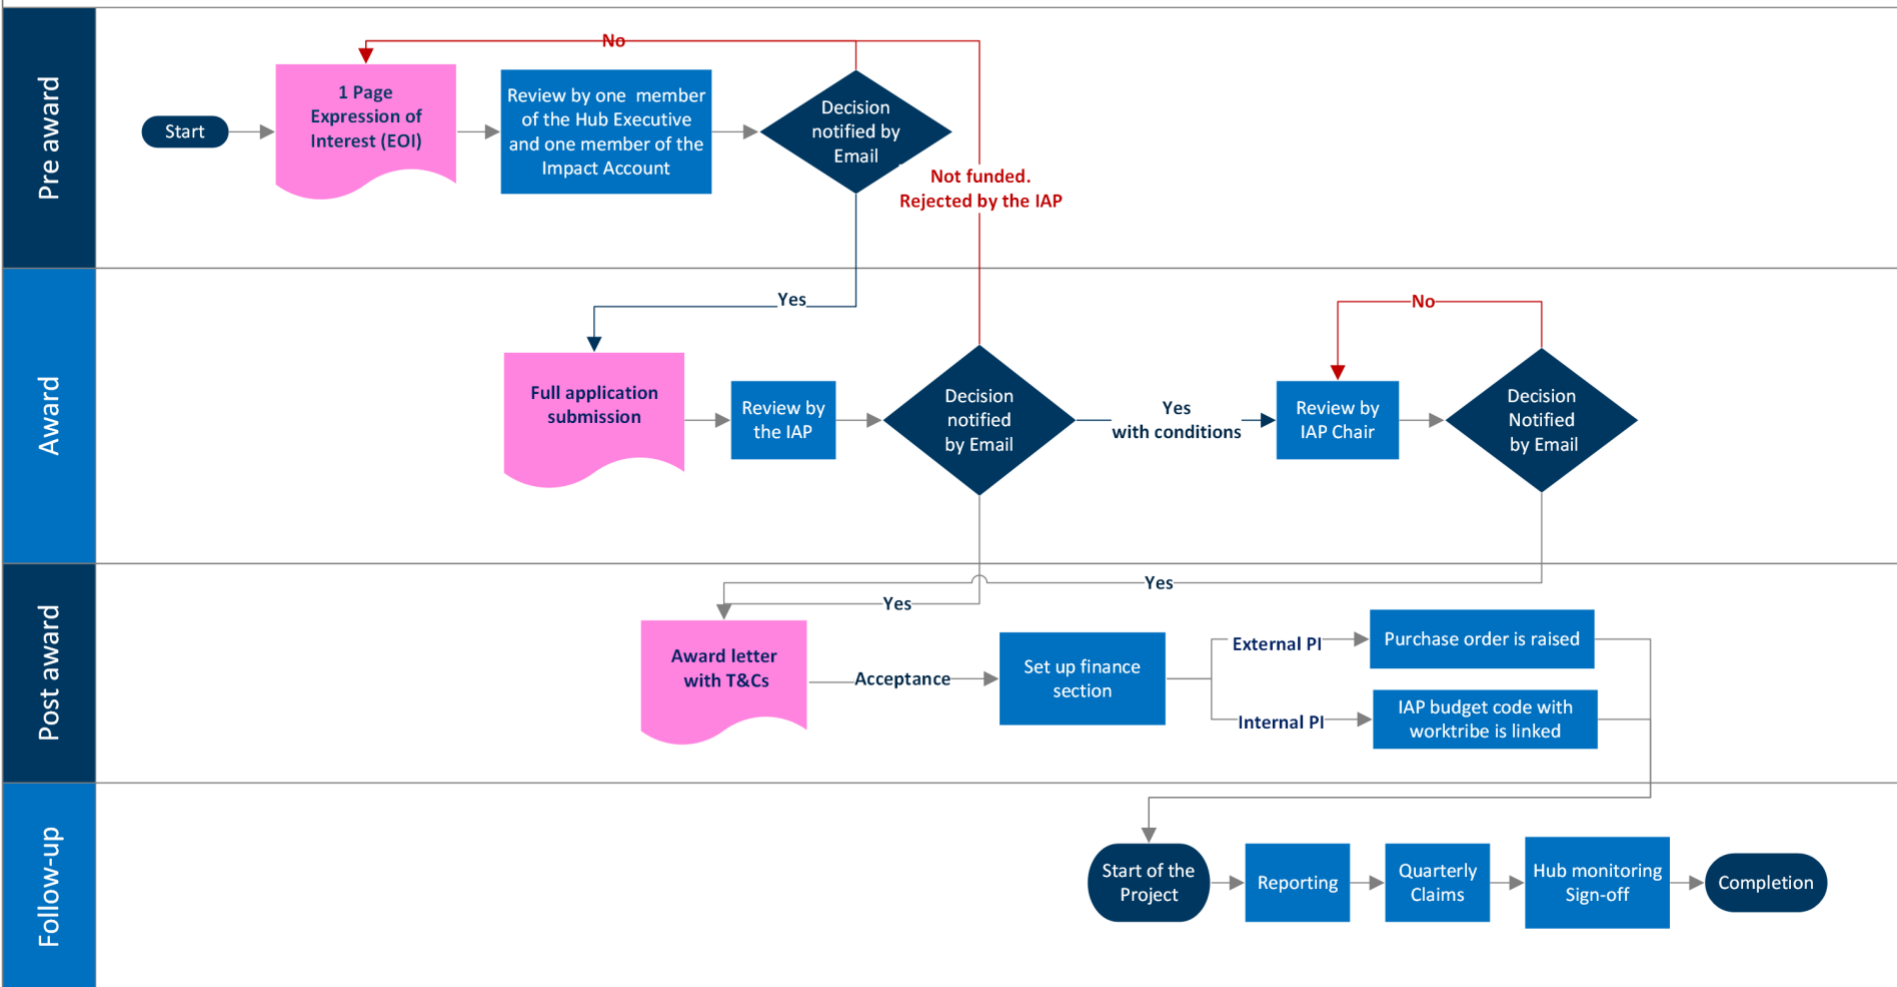 Pre award
No
Start
1 Page
Expression of
Interest (EOI)
Review by one member
of the Hub Executive
and one member of the
Impact Account
Decision
notified by
Email
Not funded.
Rejected by the IAP
Award
Yes
No
Full application
submission
Review by
the IAP
Decision
notified
by Email
Yes
with conditions
Review by
IAP Chair
Decision
Notified
by Email
Post award
Yes
Yes
Award letter
with T&Cs
Acceptance
Set up finance
section
External PI
Purchase order is raised
Internal PI
IAP budget code with
worktribe is linked
Follow-up
Start of the
Project
Reporting
Quarterly
Claims
Hub monitoring
Sign-off
Completion